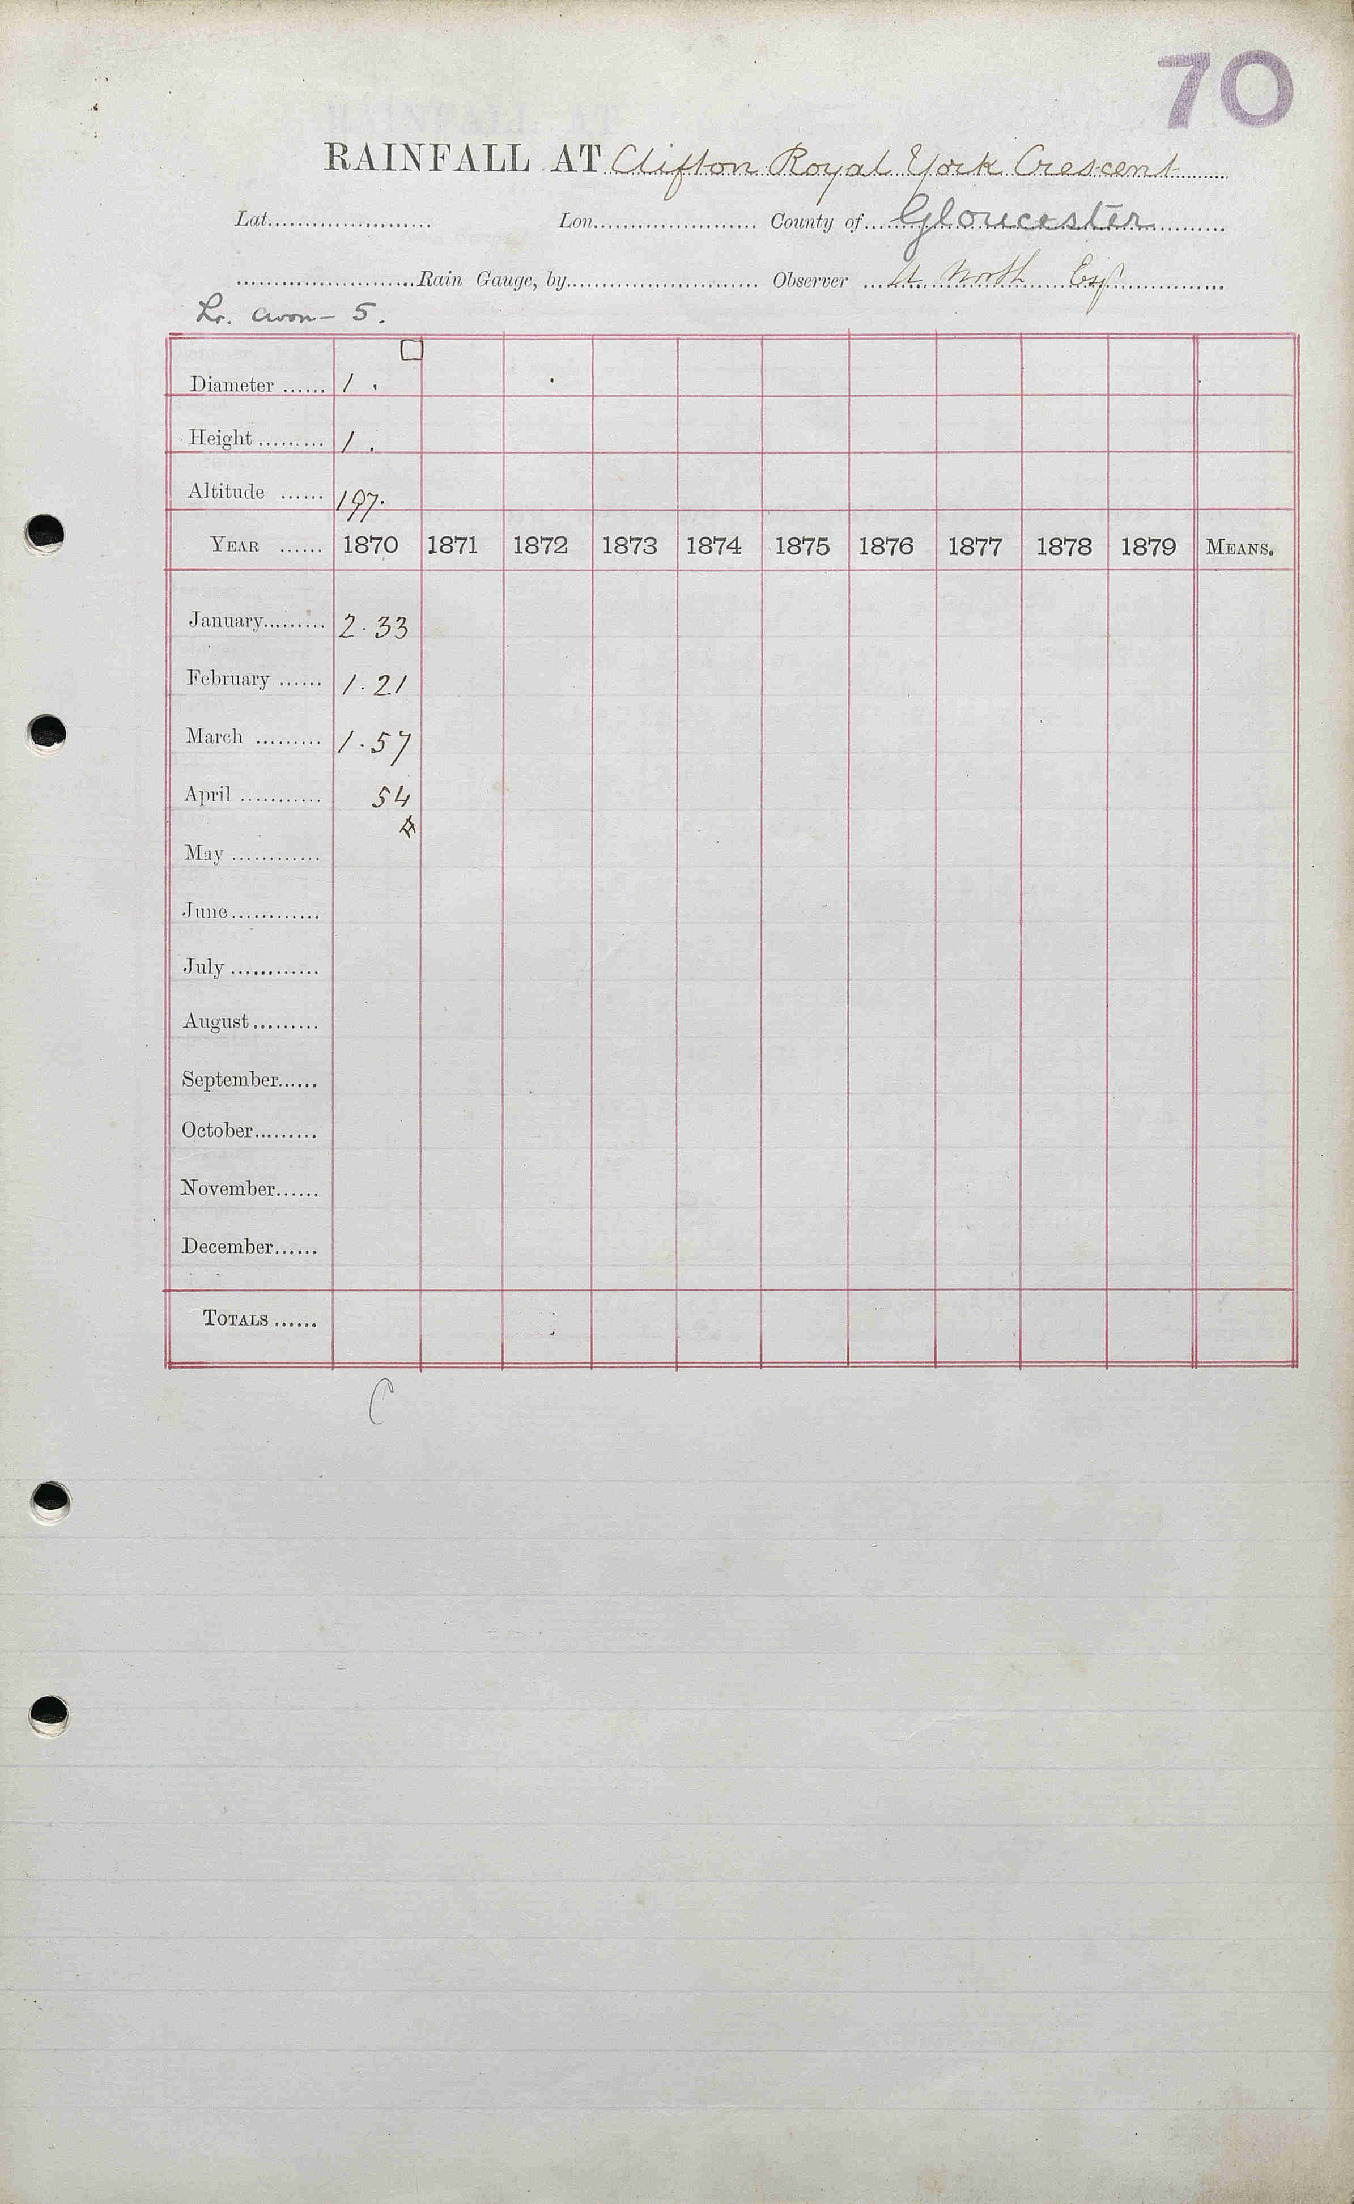 70
RAINFALL AT Clifton Royal York Crescent
Lat. Lon. County of Gloucester
Rain Gauge, by Observer A North Esq
Lr. Avon - 5.
Diameter 1.
Height 1.
Altitude 197.
YEAR 1870 1871 1872 1873 1874 1875 1876 1877 1878 1879 MEANS.
January 2.33
February 1.21
March 1.57
April 54
May
June
July
August
September
October
November
December
TOTALS